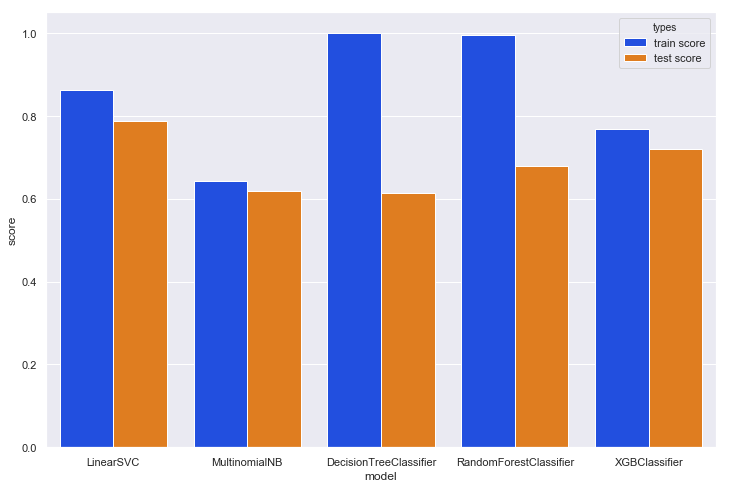 types
train score
test score
1.0
0.8
0.6
0.4
0.2
0.0
score
LinearSVC
MultinomialNB
DecisionTreeClassifier
RandomForestClassifier
XGBClassifier
model